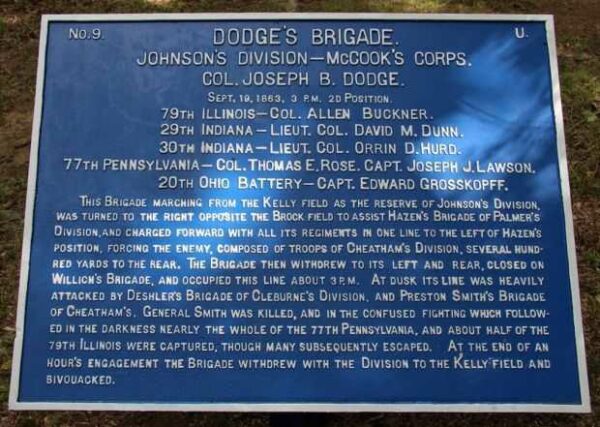 No. 9.
U.
DODGE'S BRIGADE.
JOHNSON'S DIVISION—McCOOK'S CORPS.
COL. JOSEPH B. DODGE.
SEPT. 19, 1863, 3 P.M. 2D POSITION.
79TH ILLINOIS—COL. ALLEN BUCKNER.
29TH INDIANA—LIEUT. COL. DAVID M. DUNN.
30TH INDIANA—LIEUT. COL. ORRIN D. HURD.
77TH PENNSYLVANIA—COL. THOMAS E. ROSE. CAPT. JOSEPH J. LAWSON.
20TH OHIO BATTERY—CAPT. EDWARD GROSSKOPFF.
THIS BRIGADE MARCHING FROM THE KELLY FIELD AS THE RESERVE OF JOHNSON'S DIVISION,
WAS TURNED TO THE RIGHT OPPOSITE THE BROCK FIELD TO ASSIST HAZEN'S BRIGADE OF PALMER'S
DIVISION, AND CHARGED FORWARD WITH ALL ITS REGIMENTS IN ONE LINE TO THE LEFT OF HAZEN'S
POSITION, FORCING THE ENEMY, COMPOSED OF TROOPS OF CHEATHAM'S DIVISION, SEVERAL HUND-
RED YARDS TO THE REAR. THE BRIGADE THEN WITHDREW TO ITS LEFT AND REAR, CLOSED ON
WILLICH'S BRIGADE, AND OCCUPIED THIS LINE ABOUT 3 P.M. AT DUSK ITS LINE WAS HEAVILY
ATTACKED BY DESHLER'S BRIGADE OF CLEBURNE'S DIVISION, AND PRESTON SMITH'S BRIGADE
OF CHEATHAM'S. GENERAL SMITH WAS KILLED, AND IN THE CONFUSED FIGHTING WHICH FOLLOW-
ED IN THE DARKNESS NEARLY THE WHOLE OF THE 77TH PENNSYLVANIA, AND ABOUT HALF OF THE
79TH ILLINOIS WERE CAPTURED, THOUGH MANY SUBSEQUENTLY ESCAPED. AT THE END OF AN
HOUR'S ENGAGEMENT THE BRIGADE WITHDREW WITH THE DIVISION TO THE KELLY FIELD AND
BIVOUACKED.